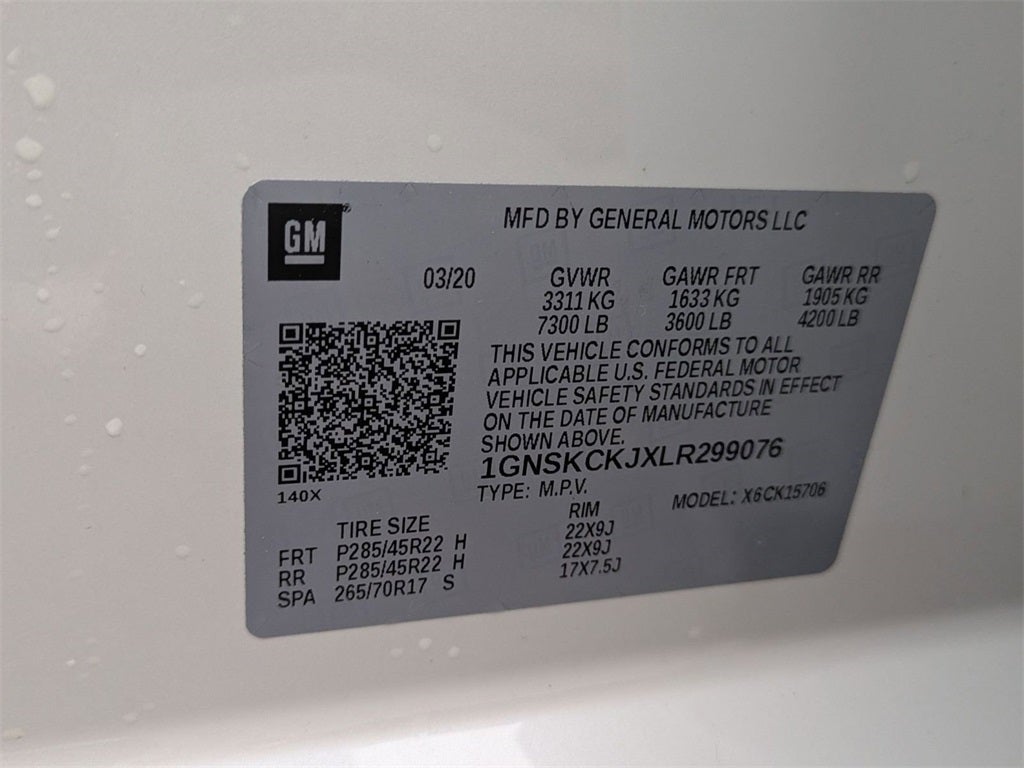 GM
MFD BY GENERAL MOTORS LLC
03/20 GVWR GAWR FRT GAWR RR
3311 KG 1633 KG 1905 KG
7300 LB 3600 LB 4200 LB
THIS VEHICLE CONFORMS TO ALL
APPLICABLE U.S. FEDERAL MOTOR
VEHICLE SAFETY STANDARDS IN EFFECT
ON THE DATE OF MANUFACTURE
SHOWN ABOVE.
1GNSKCKJXLR299076
140X
TYPE: M.P.V. MODEL: X6CK15706
TIRE SIZE RIM
FRT P285/45R22 H 22X9J
RR P285/45R22 H 22X9J
SPA 265/70R17 S 17X7.5J